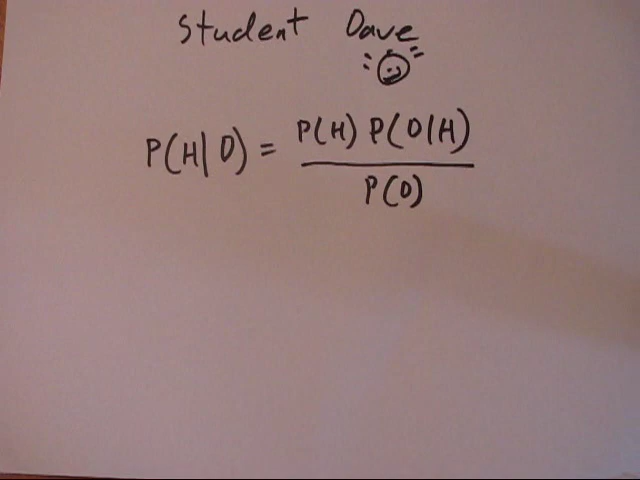 Student Dave
P(H|D) = P(H) P(D|H) / P(D)